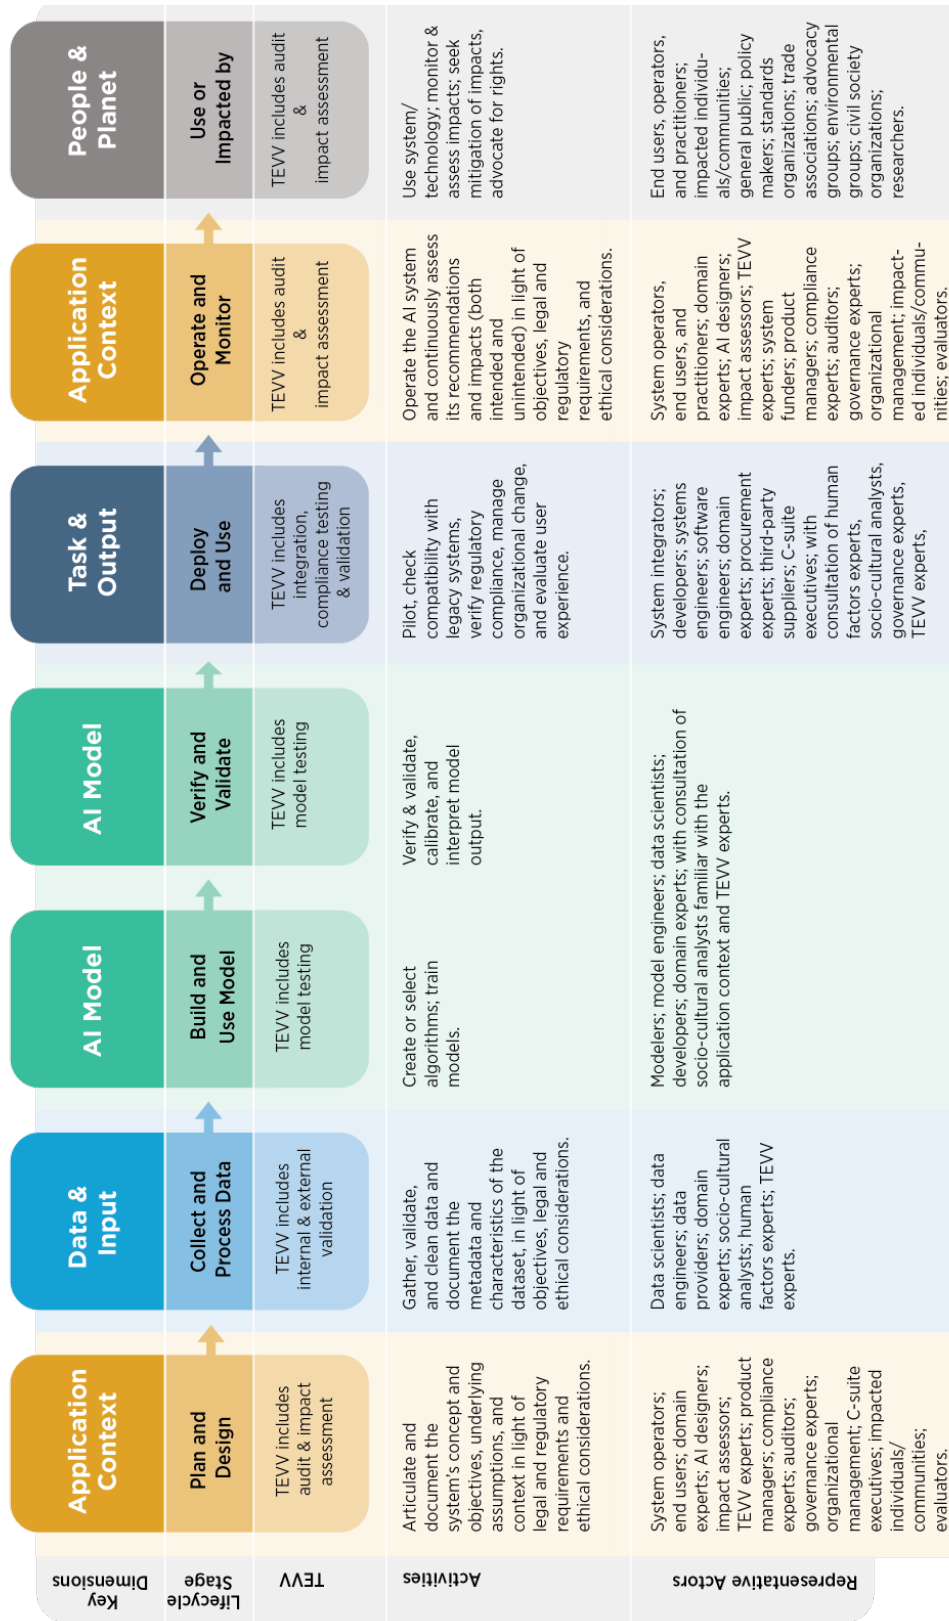 Key
Dimensions
Lifecycle
Stage
TEVV
Activities
Representative Actors
Application
Context
Plan and
Design
TEVV includes
audit & impact
assessment
Articulate and
document the
system's concept and
objectives, underlying
assumptions, and
context in light of
legal and regulatory
requirements and
ethical considerations.
System operators;
end users; domain
experts; AI designers;
impact assessors;
TEVV experts; product
managers; compliance
experts; auditors;
governance experts;
organizational
management; C-suite
executives; impacted
individuals/
communities;
evaluators.
Data &
Input
Collect and
Process Data
TEVV includes
internal & external
validation
Gather, validate,
and clean data and
document the
metadata and
characteristics of the
dataset, in light of
objectives, legal and
ethical considerations.
Data scientists; data
engineers; data
providers; domain
experts; socio-cultural
analysts; human
factors experts; TEVV
experts.
AI Model
Build and
Use Model
TEVV includes
model testing
Create or select
algorithms; train
models.
AI Model
Verify and
Validate
TEVV includes
model testing
Verify & validate,
calibrate, and
interpret model
output.
Modelers; model engineers; data scientists;
developers; domain experts; with consultation of
socio-cultural analysts familiar with the
application context and TEVV experts.
Task &
Output
Deploy
and Use
TEVV includes
integration,
compliance testing
& validation
Pilot, check
compatibility with
legacy systems,
verify regulatory
compliance, manage
organizational change,
and evaluate user
experience.
System integrators;
developers; systems
engineers; software
engineers; domain
experts; procurement
experts; third-party
suppliers; C-suite
executives; with
consultation of human
factors experts,
socio-cultural analysts,
governance experts,
TEVV experts,
Application
Context
Operate and
Monitor
TEVV includes audit
&
impact assessment
Operate the AI system
and continuously assess
its recommendations
and impacts (both
intended and
unintended) in light of
objectives, legal and
regulatory
requirements, and
ethical considerations.
System operators,
end users, and
practitioners; domain
experts; AI designers;
impact assessors; TEVV
experts; system
funders; product
managers; compliance
experts; auditors;
governance experts;
organizational
management; impact-
ed individuals/commu-
nities; evaluators.
People &
Planet
Use or
Impacted by
TEVV includes audit
&
impact assessment
Use system/
technology; monitor &
assess impacts; seek
mitigation of impacts,
advocate for rights.
End users, operators,
and practitioners;
impacted individu-
als/communities;
general public; policy
makers; standards
organizations; trade
associations; advocacy
groups; environmental
groups; civil society
organizations;
researchers.